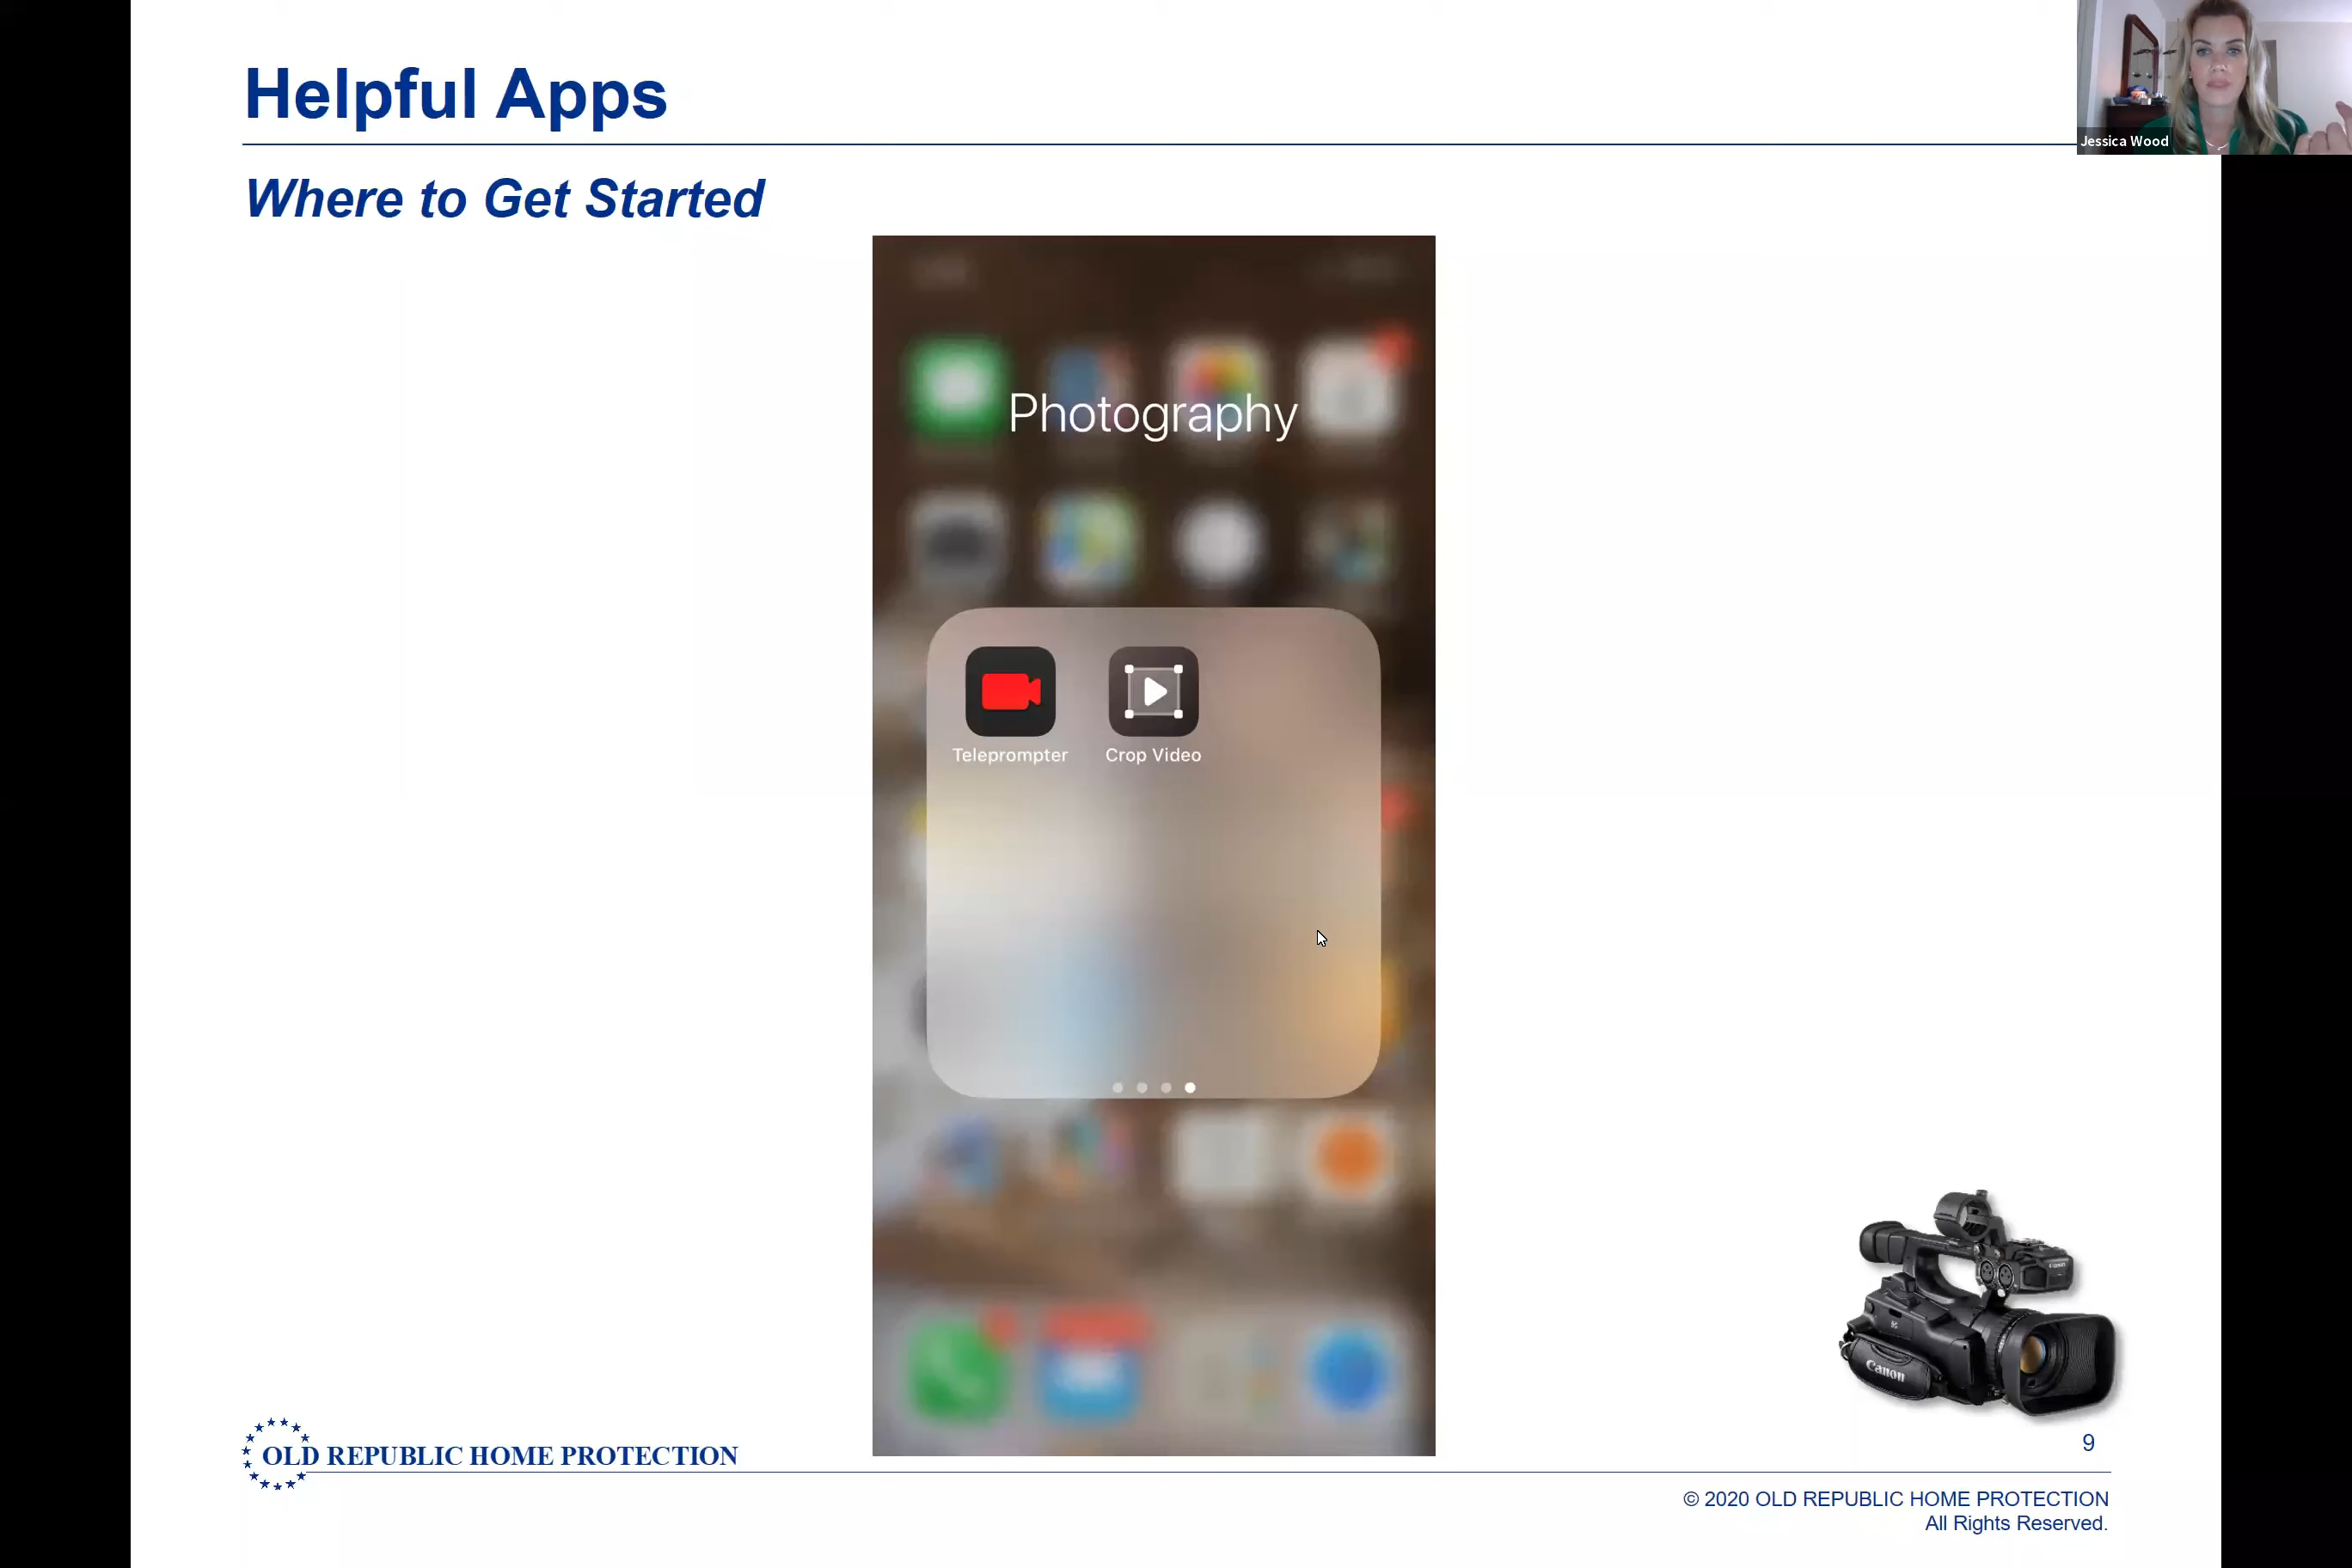 Helpful Apps
Jessica Wood
Where to Get Started
Photography
Teleprompter
Crop Video
Canon
OLD REPUBLIC HOME PROTECTION
9
© 2020 OLD REPUBLIC HOME PROTECTION
All Rights Reserved.